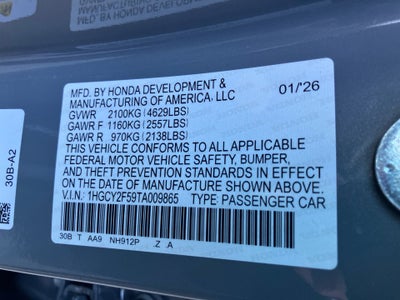 MFD. BY HONDA DEVELOPMENT &
MANUFACTURING OF AMERICA, LLC 01/26
GVWR 2100KG (4629LBS)
GAWR F 1160KG (2557LBS)
GAWR R 970KG (2138LBS)
THIS VEHICLE CONFORMS TO ALL APPLICABLE
FEDERAL MOTOR VEHICLE SAFETY, BUMPER,
AND THEFT PREVENTION STANDARDS IN EFFECT
ON THE DATE OF MANUFACTURE SHOWN ABOVE.
V.I.N.: 1HGCY2F59TA009865 TYPE: PASSENGER CAR
30B T AA9 NH912P Z A
30B-A2